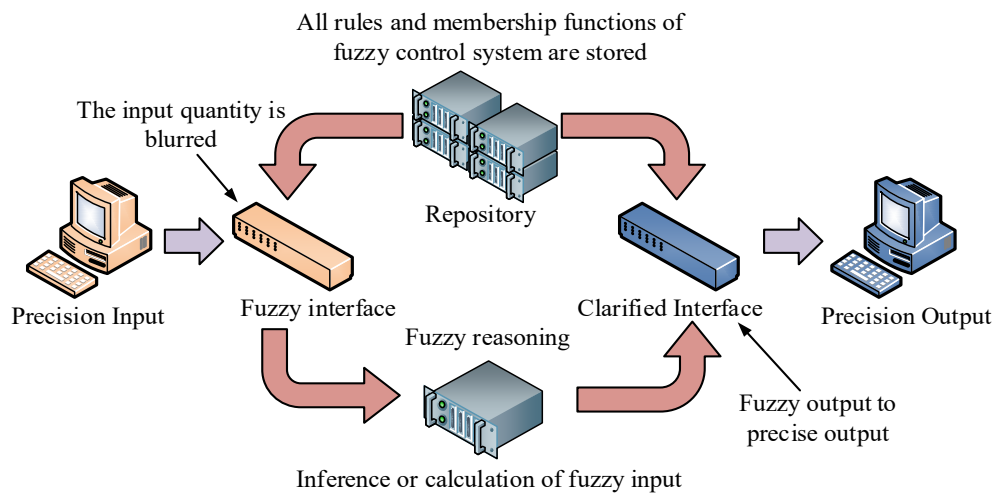 All rules and membership functions of
fuzzy control system are stored
The input quantity is
blurred
Repository
Precision Input
Fuzzy interface
Clarified Interface
Precision Output
Fuzzy reasoning
Fuzzy output to
precise output
Inference or calculation of fuzzy input